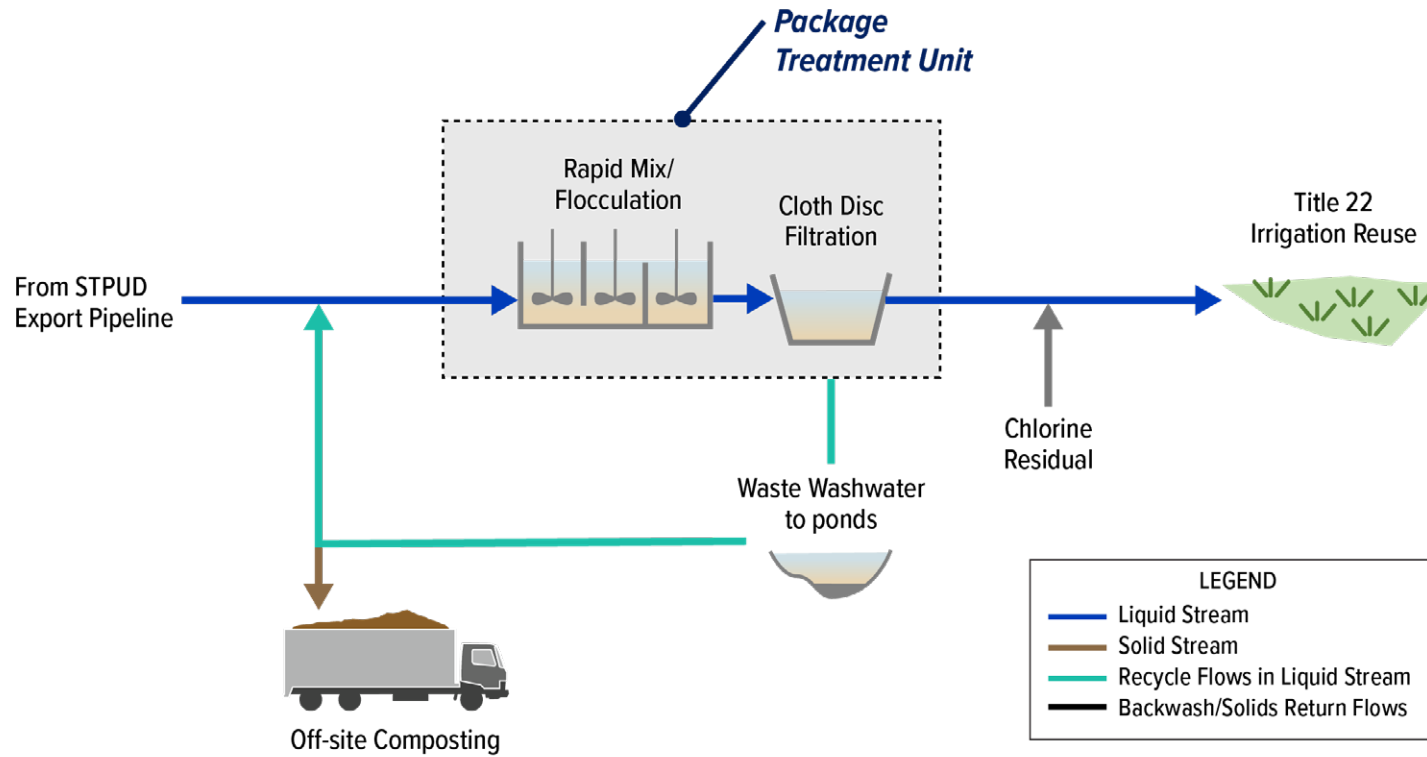 Package
Treatment Unit
Rapid Mix/
Flocculation
Cloth Disc
Filtration
Title 22
Irrigation Reuse
From STPUD
Export Pipeline
Chlorine
Residual
Waste Washwater
to ponds
Off-site Composting
LEGEND
Liquid Stream
Solid Stream
Recycle Flows in Liquid Stream
Backwash/Solids Return Flows